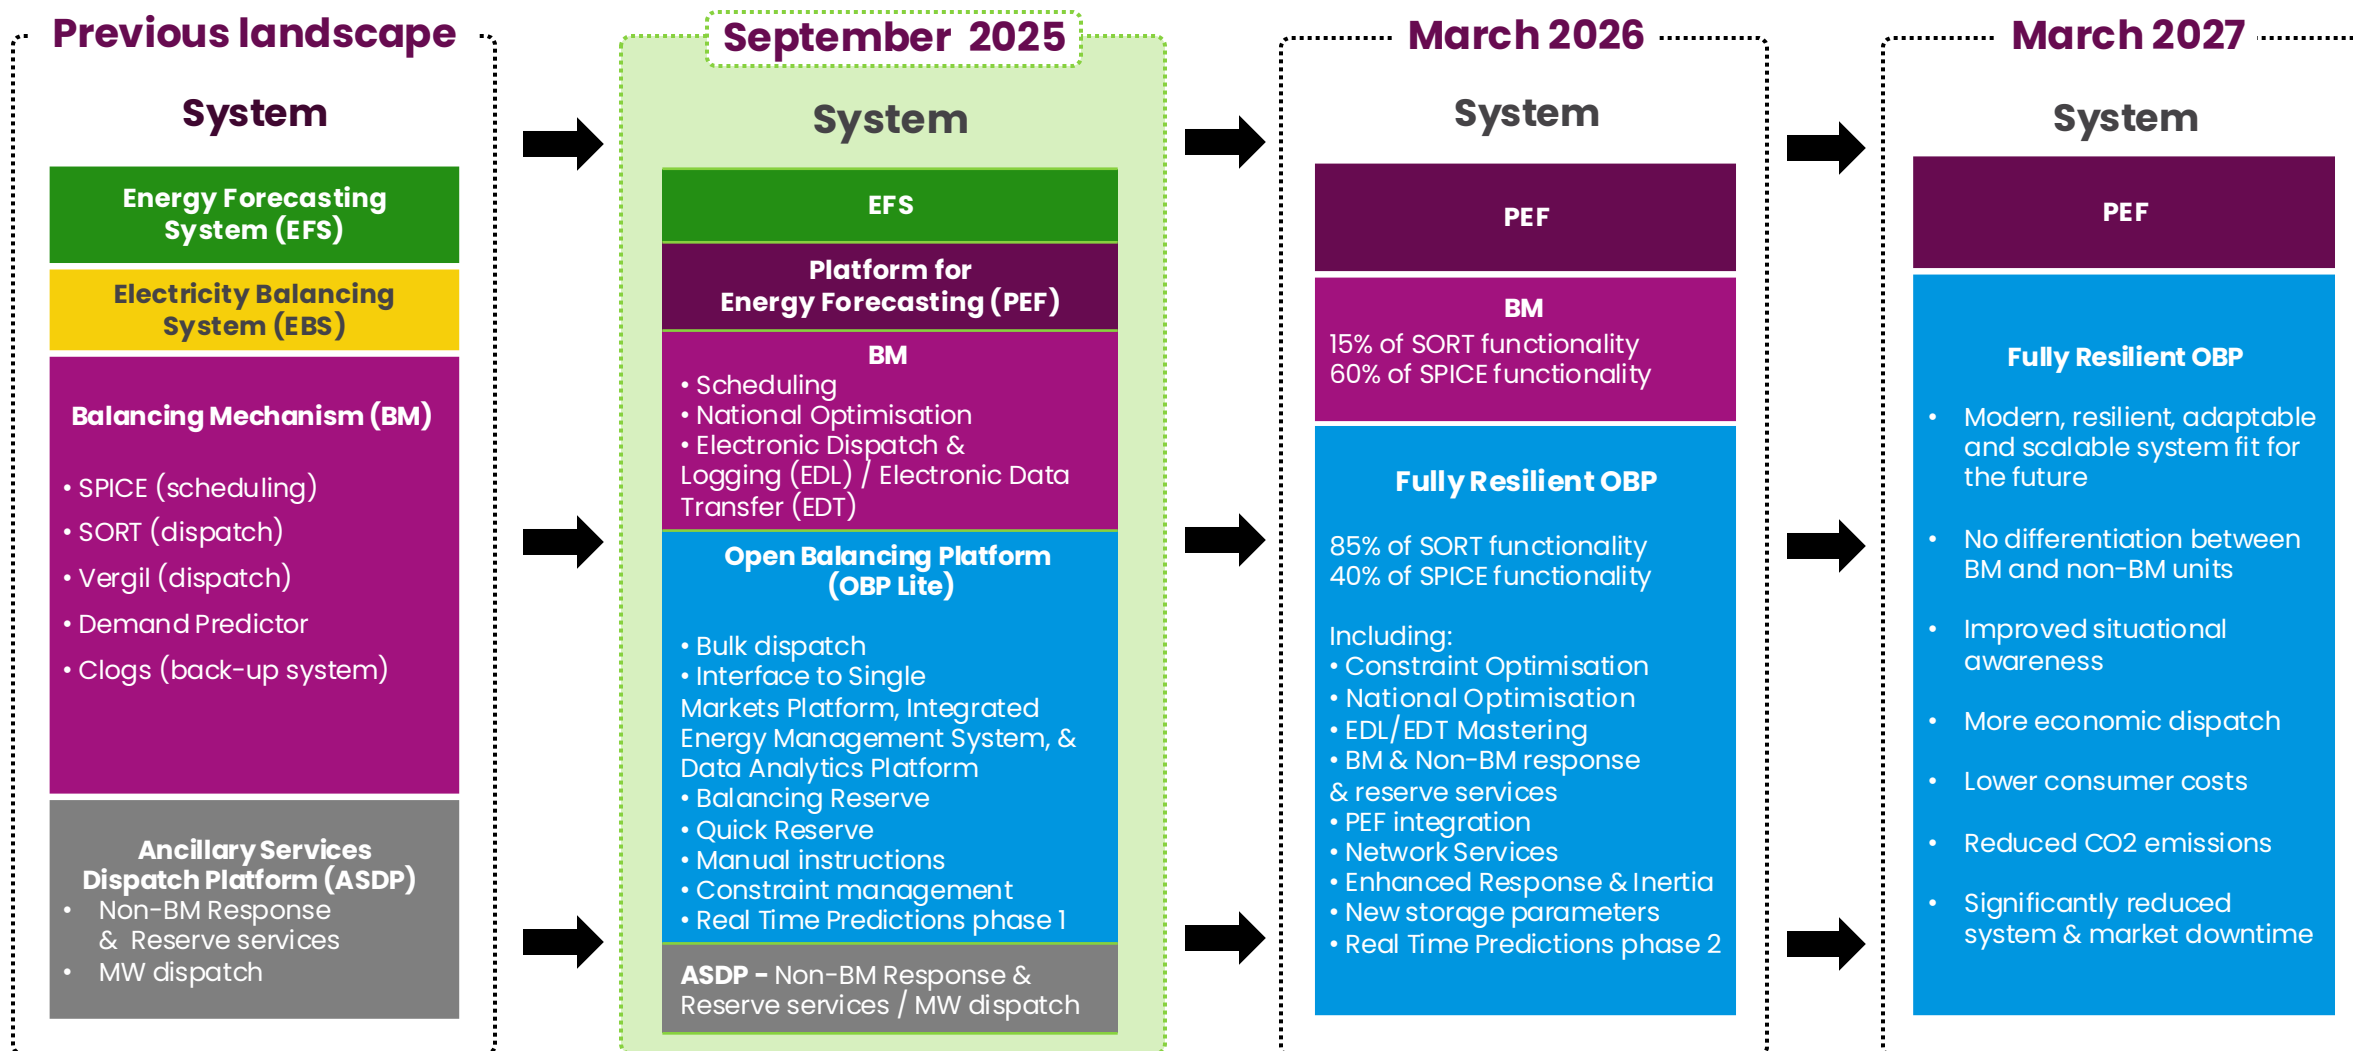 Previous landscape
System
Energy Forecasting
System (EFS)
Electricity Balancing
System (EBS)
Balancing Mechanism (BM)
• SPICE (scheduling)
• SORT (dispatch)
• Vergil (dispatch)
• Demand Predictor
• Clogs (back-up system)
Ancillary Services
Dispatch Platform (ASDP)
• Non-BM Response
& Reserve services
• MW dispatch
September 2025
System
EFS
Platform for
Energy Forecasting (PEF)
BM
• Scheduling
• National Optimisation
• Electronic Dispatch &
Logging (EDL) / Electronic Data
Transfer (EDT)
Open Balancing Platform
(OBP Lite)
• Bulk dispatch
• Interface to Single
Markets Platform, Integrated
Energy Management System, &
Data Analytics Platform
• Balancing Reserve
• Quick Reserve
• Manual instructions
• Constraint management
• Real Time Predictions phase 1
ASDP - Non-BM Response &
Reserve services / MW dispatch
March 2026
System
PEF
BM
15% of SORT functionality
60% of SPICE functionality
Fully Resilient OBP
85% of SORT functionality
40% of SPICE functionality
Including:
• Constraint Optimisation
• National Optimisation
• EDL/EDT Mastering
• BM & Non-BM response
& reserve services
• PEF integration
• Network Services
• Enhanced Response & Inertia
• New storage parameters
• Real Time Predictions phase 2
March 2027
System
PEF
Fully Resilient OBP
• Modern, resilient, adaptable
and scalable system fit for
the future
• No differentiation between
BM and non-BM units
• Improved situational
awareness
• More economic dispatch
• Lower consumer costs
• Reduced CO2 emissions
• Significantly reduced
system & market downtime